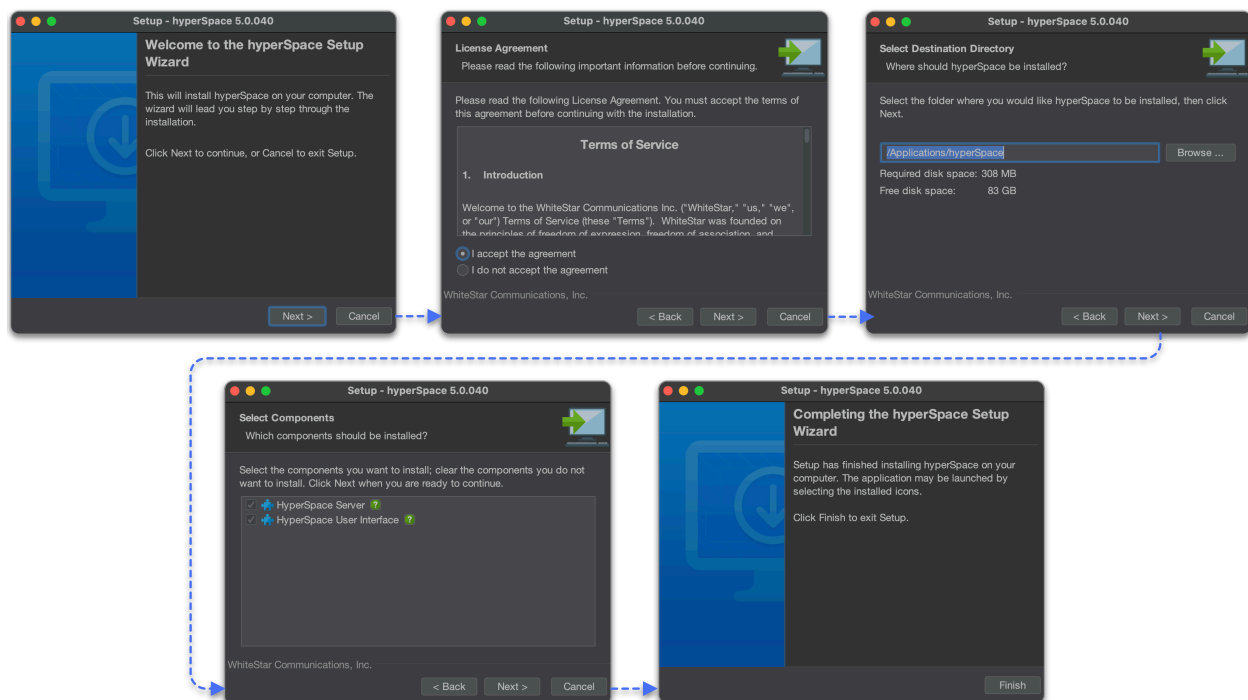 Setup - hyperSpace 5.0.040
Welcome to the hyperSpace Setup
Wizard
This will install hyperSpace on your computer. The
wizard will lead you step by step through the
installation.
Click Next to continue, or Cancel to exit Setup.
Next >
Cancel
Setup - hyperSpace 5.0.040
License Agreement
Please read the following important information before continuing.
Please read the following License Agreement. You must accept the terms of
this agreement before continuing with the installation.
Terms of Service
1. Introduction
Welcome to the WhiteStar Communications Inc. ("WhiteStar," "us," "we",
or "our") Terms of Service (these "Terms"). WhiteStar was founded on
the principles of freedom of expression, freedom of association, and
I accept the agreement
I do not accept the agreement
WhiteStar Communications, Inc.
< Back
Next >
Cancel
Setup - hyperSpace 5.0.040
Select Destination Directory
Where should hyperSpace be installed?
Select the folder where you would like hyperSpace to be installed, then click
Next.
/Applications/hyperSpace
Browse ...
Required disk space: 308 MB
Free disk space: 83 GB
WhiteStar Communications, Inc.
< Back
Next >
Cancel
Setup - hyperSpace 5.0.040
Select Components
Which components should be installed?
Select the components you want to install; clear the components you do not
want to install. Click Next when you are ready to continue.
HyperSpace Server ?
HyperSpace User Interface ?
WhiteStar Communications, Inc.
< Back
Next >
Cancel
Setup - hyperSpace 5.0.040
Completing the hyperSpace Setup
Wizard
Setup has finished installing hyperSpace on your
computer. The application may be launched by
selecting the installed icons.
Click Finish to exit Setup.
Finish